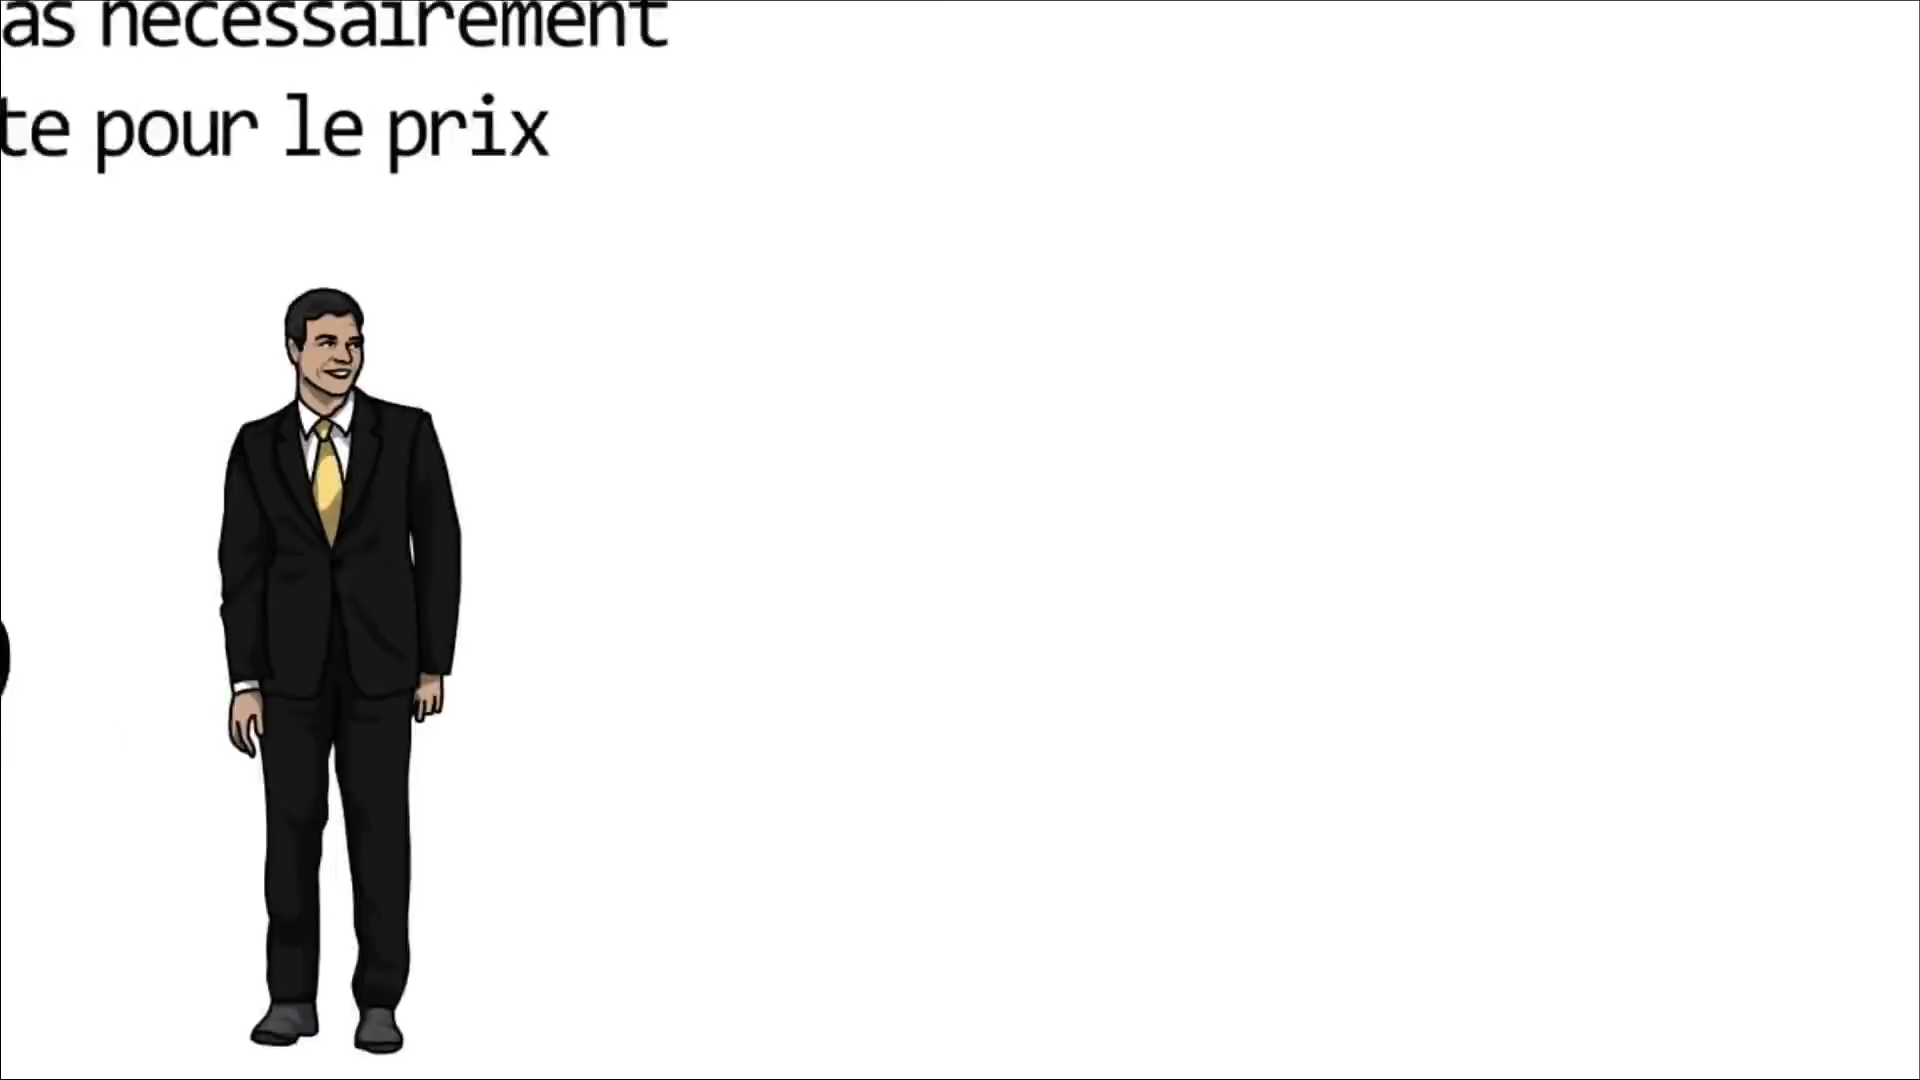 as nécessairement
te pour le prix